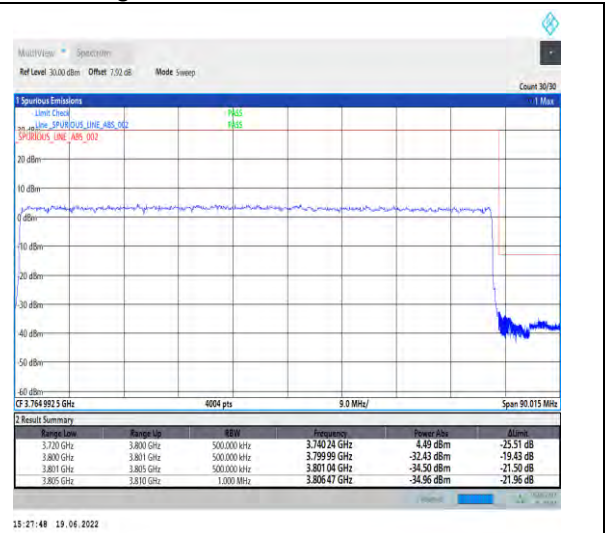 MultiView Spectrum
Ref Level 30.00 dBm Offset 7.92 dB Mode Sweep
Count 30/30
1 Spurious Emissions 1 Max
Limit Check PASS
Line _SPURIOUS_LINE_ABS_002 PASS
_SPURIOUS_LINE_ABS_002
20 dBm
10 dBm
0 dBm
-10 dBm
-20 dBm
-30 dBm
-40 dBm
-50 dBm
-60 dBm
CF 3.764 992 5 GHz 4004 pts 9.0 MHz/ Span 90.015 MHz
2 Result Summary
Range Low Range Up RBW Frequency Power Abs ΔLimit
3.720 GHz 3.800 GHz 500.000 kHz 3.740 24 GHz 4.49 dBm -25.51 dB
3.800 GHz 3.801 GHz 500.000 kHz 3.799 99 GHz -32.43 dBm -19.43 dB
3.801 GHz 3.805 GHz 500.000 kHz 3.801 04 GHz -34.50 dBm -21.50 dB
3.805 GHz 3.810 GHz 1.000 MHz 3.806 47 GHz -34.96 dBm -21.96 dB
15:27:48 19.06.2022